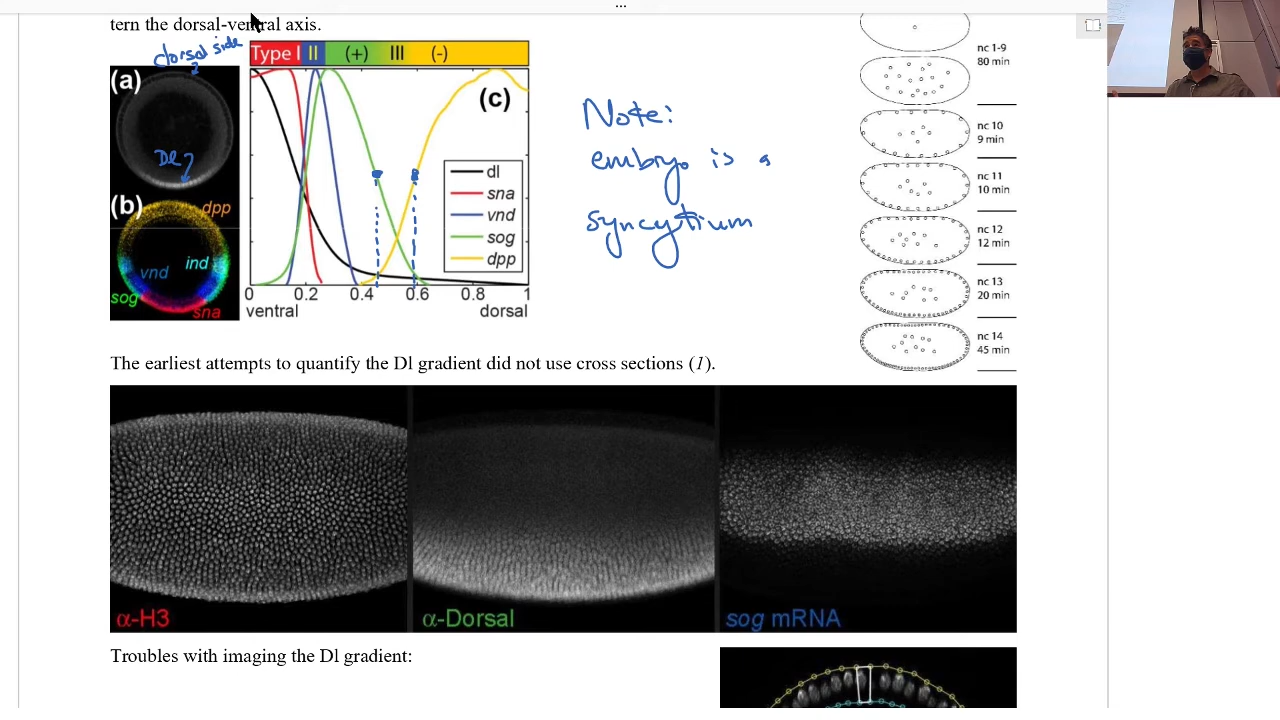 ...
tern the dorsal-ventral axis.
dorsal side
(a)
Dl
(b)
dpp
ind
vnd
sog
sna
Type I II (+) III (-)
(c)
dl
sna
vnd
sog
dpp
0 0.2 0.4 0.6 0.8 1
ventral dorsal
Note:
embryo is a
syncytium
nc 1-9
80 min
nc 10
9 min
nc 11
10 min
nc 12
12 min
nc 13
20 min
nc 14
45 min
The earliest attempts to quantify the Dl gradient did not use cross sections (1).
α-H3
α-Dorsal
sog mRNA
Troubles with imaging the Dl gradient: